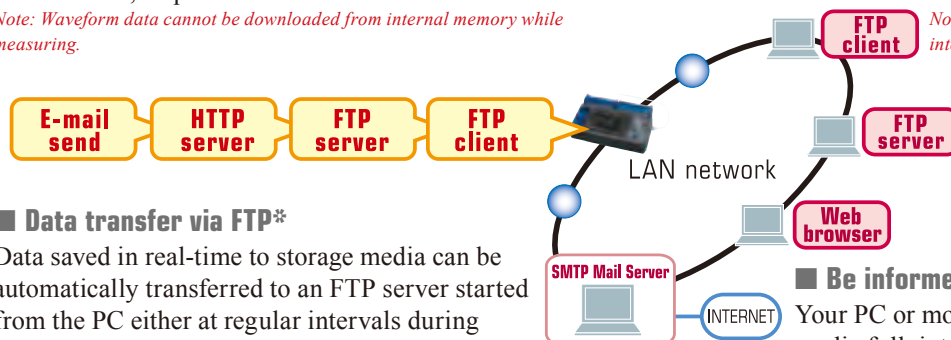 Note: Waveform data cannot be downloaded from internal memory while
measuring.
FTP
client
E-mail
send
HTTP
server
FTP
server
FTP
client
LAN network
FTP
server
Web
browser
■ Data transfer via FTP*
Data saved in real-time to storage media can be
automatically transferred to an FTP server started
from the PC either at regular intervals during
SMTP Mail Server
INTERNET
■ Be informe
Your PC or mo